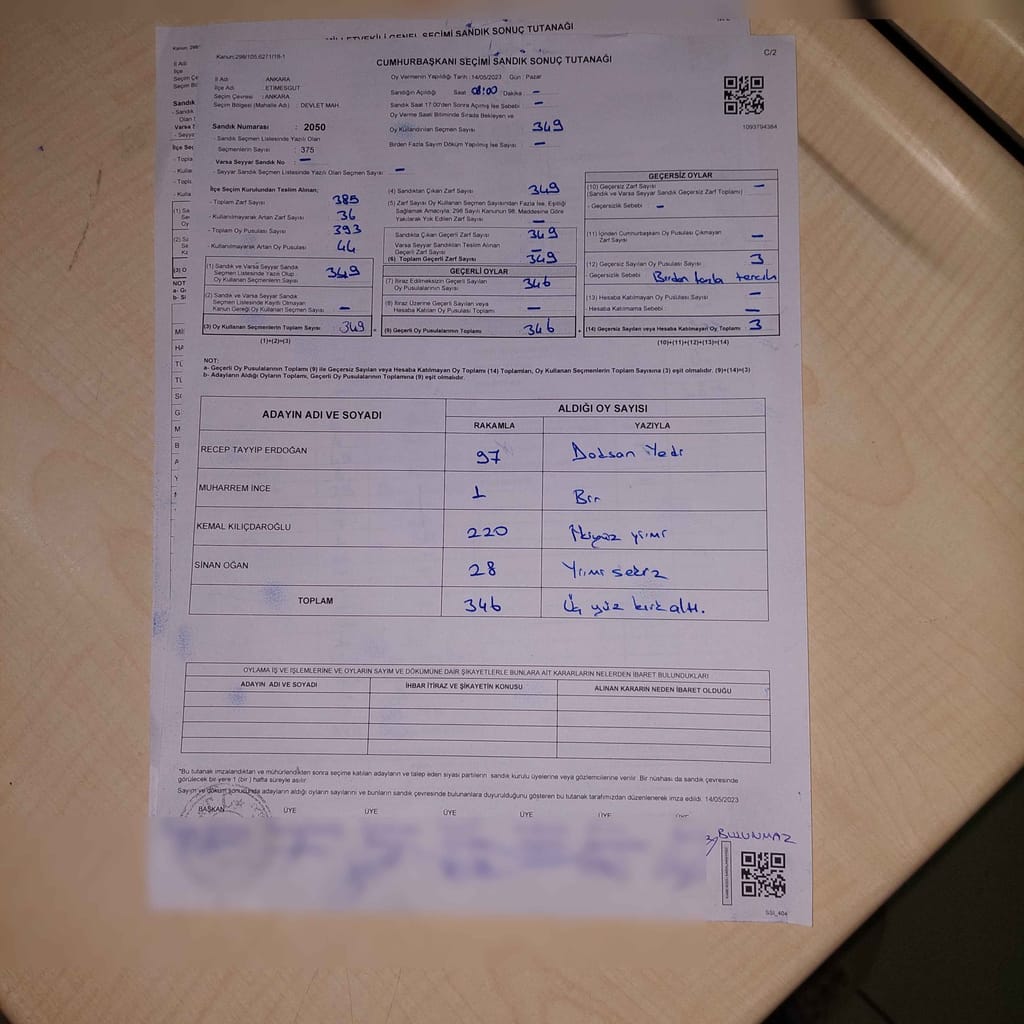 MİLLETVEKİLİ GENEL SEÇİMİ SANDIK SONUÇ TUTANAĞI
Kanun:298/105,6271/18-1
CUMHURBAŞKANI SEÇİMİ SANDIK SONUÇ TUTANAĞI
C/2
İl Adı : ANKARA
İlçe Adı : ETİMESGUT
Seçim Çevresi : ANKARA
Seçim Bölgesi (Mahalle Adı) : DEVLET MAH.
Oy Vermenin Yapıldığı Tarih :14/05/2023 Gün : Pazar
Sandığın Açıldığı Saat 08:00 Dakika -
Sandık Saat 17:00'den Sonra Açılmış İse Sebebi -
Oy Verme Saati Bitiminde Sırada Bekleyen ve
Oy Kullandırılan Seçmen Sayısı 349
Birden Fazla Sayım Döküm Yapılmış İse Sayısı -
1093794384
Sandık Numarası : 2050
- Sandık Seçmen Listesinde Yazılı Olan
Seçmenlerin Sayısı : 375
Varsa Seyyar Sandık No : -
- Seyyar Sandık Seçmen Listesinde Yazılı Olan Seçmen Sayısı -
İlçe Seçim Kurulundan Teslim Alınan;
- Toplam Zarf Sayısı 385
- Kullanılmayarak Artan Zarf Sayısı 36
- Toplam Oy Pusulası 393
- Kullanılmayarak Artan Oy Pusulası 44
(1) Sandık ve Varsa Seyyar Sandık
Seçmen Listesinde Yazılı Olup
Oy Kullanan Seçmenlerin Sayısı 349
(2) Sandık ve Varsa Seyyar Sandık
Seçmen Listesinde Kayıtlı Olmayan
Kanun Gereği Oy Kullanan Seçmen Sayısı -
(3) Oy Kullanan Seçmenlerin Toplam Sayısı 349
(1)+(2)=(3)
(4) Sandıktan Çıkan Zarf Sayısı 349
(5) Zarf Sayısı Oy Kullanan Seçmen Sayısından Fazla İse, Eşitliği
Sağlamak Amacıyla, 298 Sayılı Kanunun 98. Maddesine Göre
Yakılarak Yok Edilen Zarf Sayısı -
Sandıkta Çıkan Geçerli Zarf Sayısı 349
Varsa Seyyar Sandıktan Teslim Alınan
Geçerli Zarf Sayısı -
(6) Toplam Geçerli Zarf Sayısı 349
GEÇERLİ OYLAR
(7) İtiraz Edilmeksizin Geçerli Sayılan
Oy Pusulalarının Sayısı 346
(8) İtiraz Üzerine Geçerli Sayılan veya
Hesaba Katılan Oy Pusulası Toplamı -
(9) Geçerli Oy Pusulalarının Toplamı 346
GEÇERSİZ OYLAR
(10) Geçersiz Zarf Sayısı -
(Sandık ve Varsa Seyyar Sandık Geçersiz Zarf Toplamı)
- Geçersizlik Sebebi : -
(11) İçinden Cumhurbaşkanı Oy Pusulası Çıkmayan
Zarf Sayısı -
(12) Geçersiz Sayılan Oy Pusulası Sayısı 3
- Geçersizlik Sebebi : Birden fazla tercih
(13) Hesaba Katılmayan Oy Pusulası Sayısı -
- Hesaba Katılmama Sebebi : -
(14) Geçersiz Sayılan veya Hesaba Katılmayan Oy Toplamı 3
(10)+(11)+(12)+(13)=(14)
NOT:
a- Geçerli Oy Pusulalarının Toplamı (9) ile Geçersiz Sayılan veya Hesaba Katılmayan Oy Toplamı (14) Toplamları, Oy Kullanan Seçmenlerin Toplam Sayısına (3) eşit olmalıdır. (9)+(14)=(3)
b- Adayların Aldığı Oyların Toplamı, Geçerli Oy Pusulalarının Toplamına (9) eşit olmalıdır.
ADAYIN ADI VE SOYADI
ALDIĞI OY SAYISI
RAKAMLA YAZIYLA
RECEP TAYYİP ERDOĞAN 97 Doksan Yedi
MUHARREM İNCE 1 Bir
KEMAL KILIÇDAROĞLU 220 İkiyüz yirmi
SİNAN OĞAN 28 Yirmi sekiz
TOPLAM 346 Üç yüz kırk altı.
OYLAMA İŞ VE İŞLEMLERİNE VE OYLARIN SAYIM VE DÖKÜMÜNE DAİR ŞİKAYETLERLE BUNLARA AİT KARARLARIN NELERDEN İBARET BULUNDUKLARI
ADAYIN ADI VE SOYADI İHBAR İTİRAZ VE ŞİKAYETİN KONUSU ALINAN KARARIN NEDEN İBARET OLDUĞU
*Bu tutanak imzalandıktan ve mühürlendikten sonra seçime katılan adayların ve talep eden siyasi partilerin sandık kurulu üyelerine veya gözlemcilerine verilir. Bir nüshası da sandık çevresinde
görülecek bir yere 1 (bir) hafta süreyle asılır.
Sayım ve döküm sonucunda adayların aldığı oyların sayılarını ve bunların sandık çevresinde bulunanlara duyurulduğunu gösteren bu tutanak tarafımızdan düzenlenerek imza edildi. 14/05/2023
BAŞKAN ÜYE ÜYE ÜYE ÜYE ÜYE ÜYE
BULUNMAZ
SSİ_404